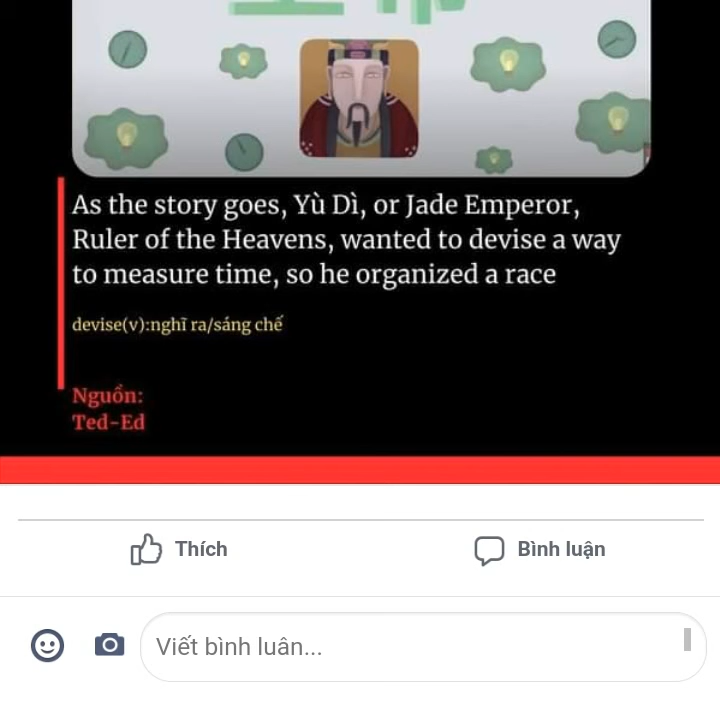 As the story goes, Yù Dì, or Jade Emperor,
Ruler of the Heavens, wanted to devise a way
to measure time, so he organized a race
devise(v):nghĩ ra/sáng chế
Nguồn:
Ted-Ed
Thích
Bình luận
Viết bình luân...